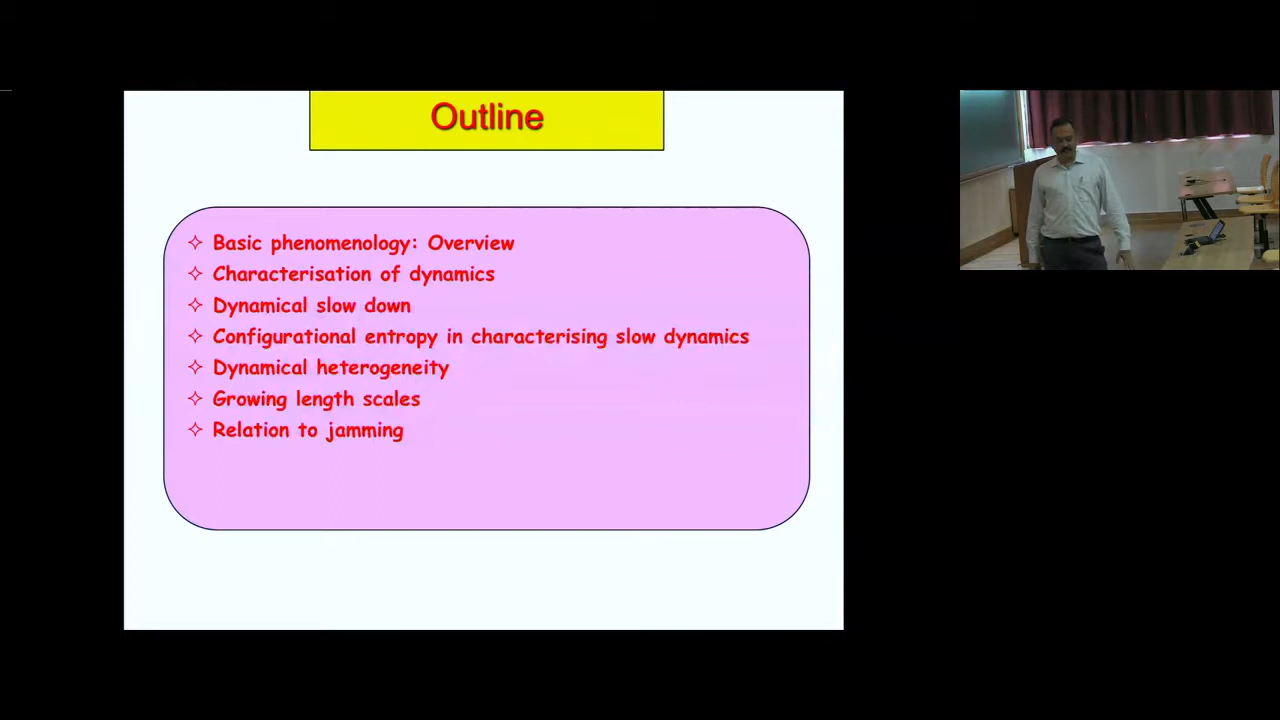 Outline
Basic phenomenology: Overview
Characterisation of dynamics
Dynamical slow down
Configurational entropy in characterising slow dynamics
Dynamical heterogeneity
Growing length scales
Relation to jamming